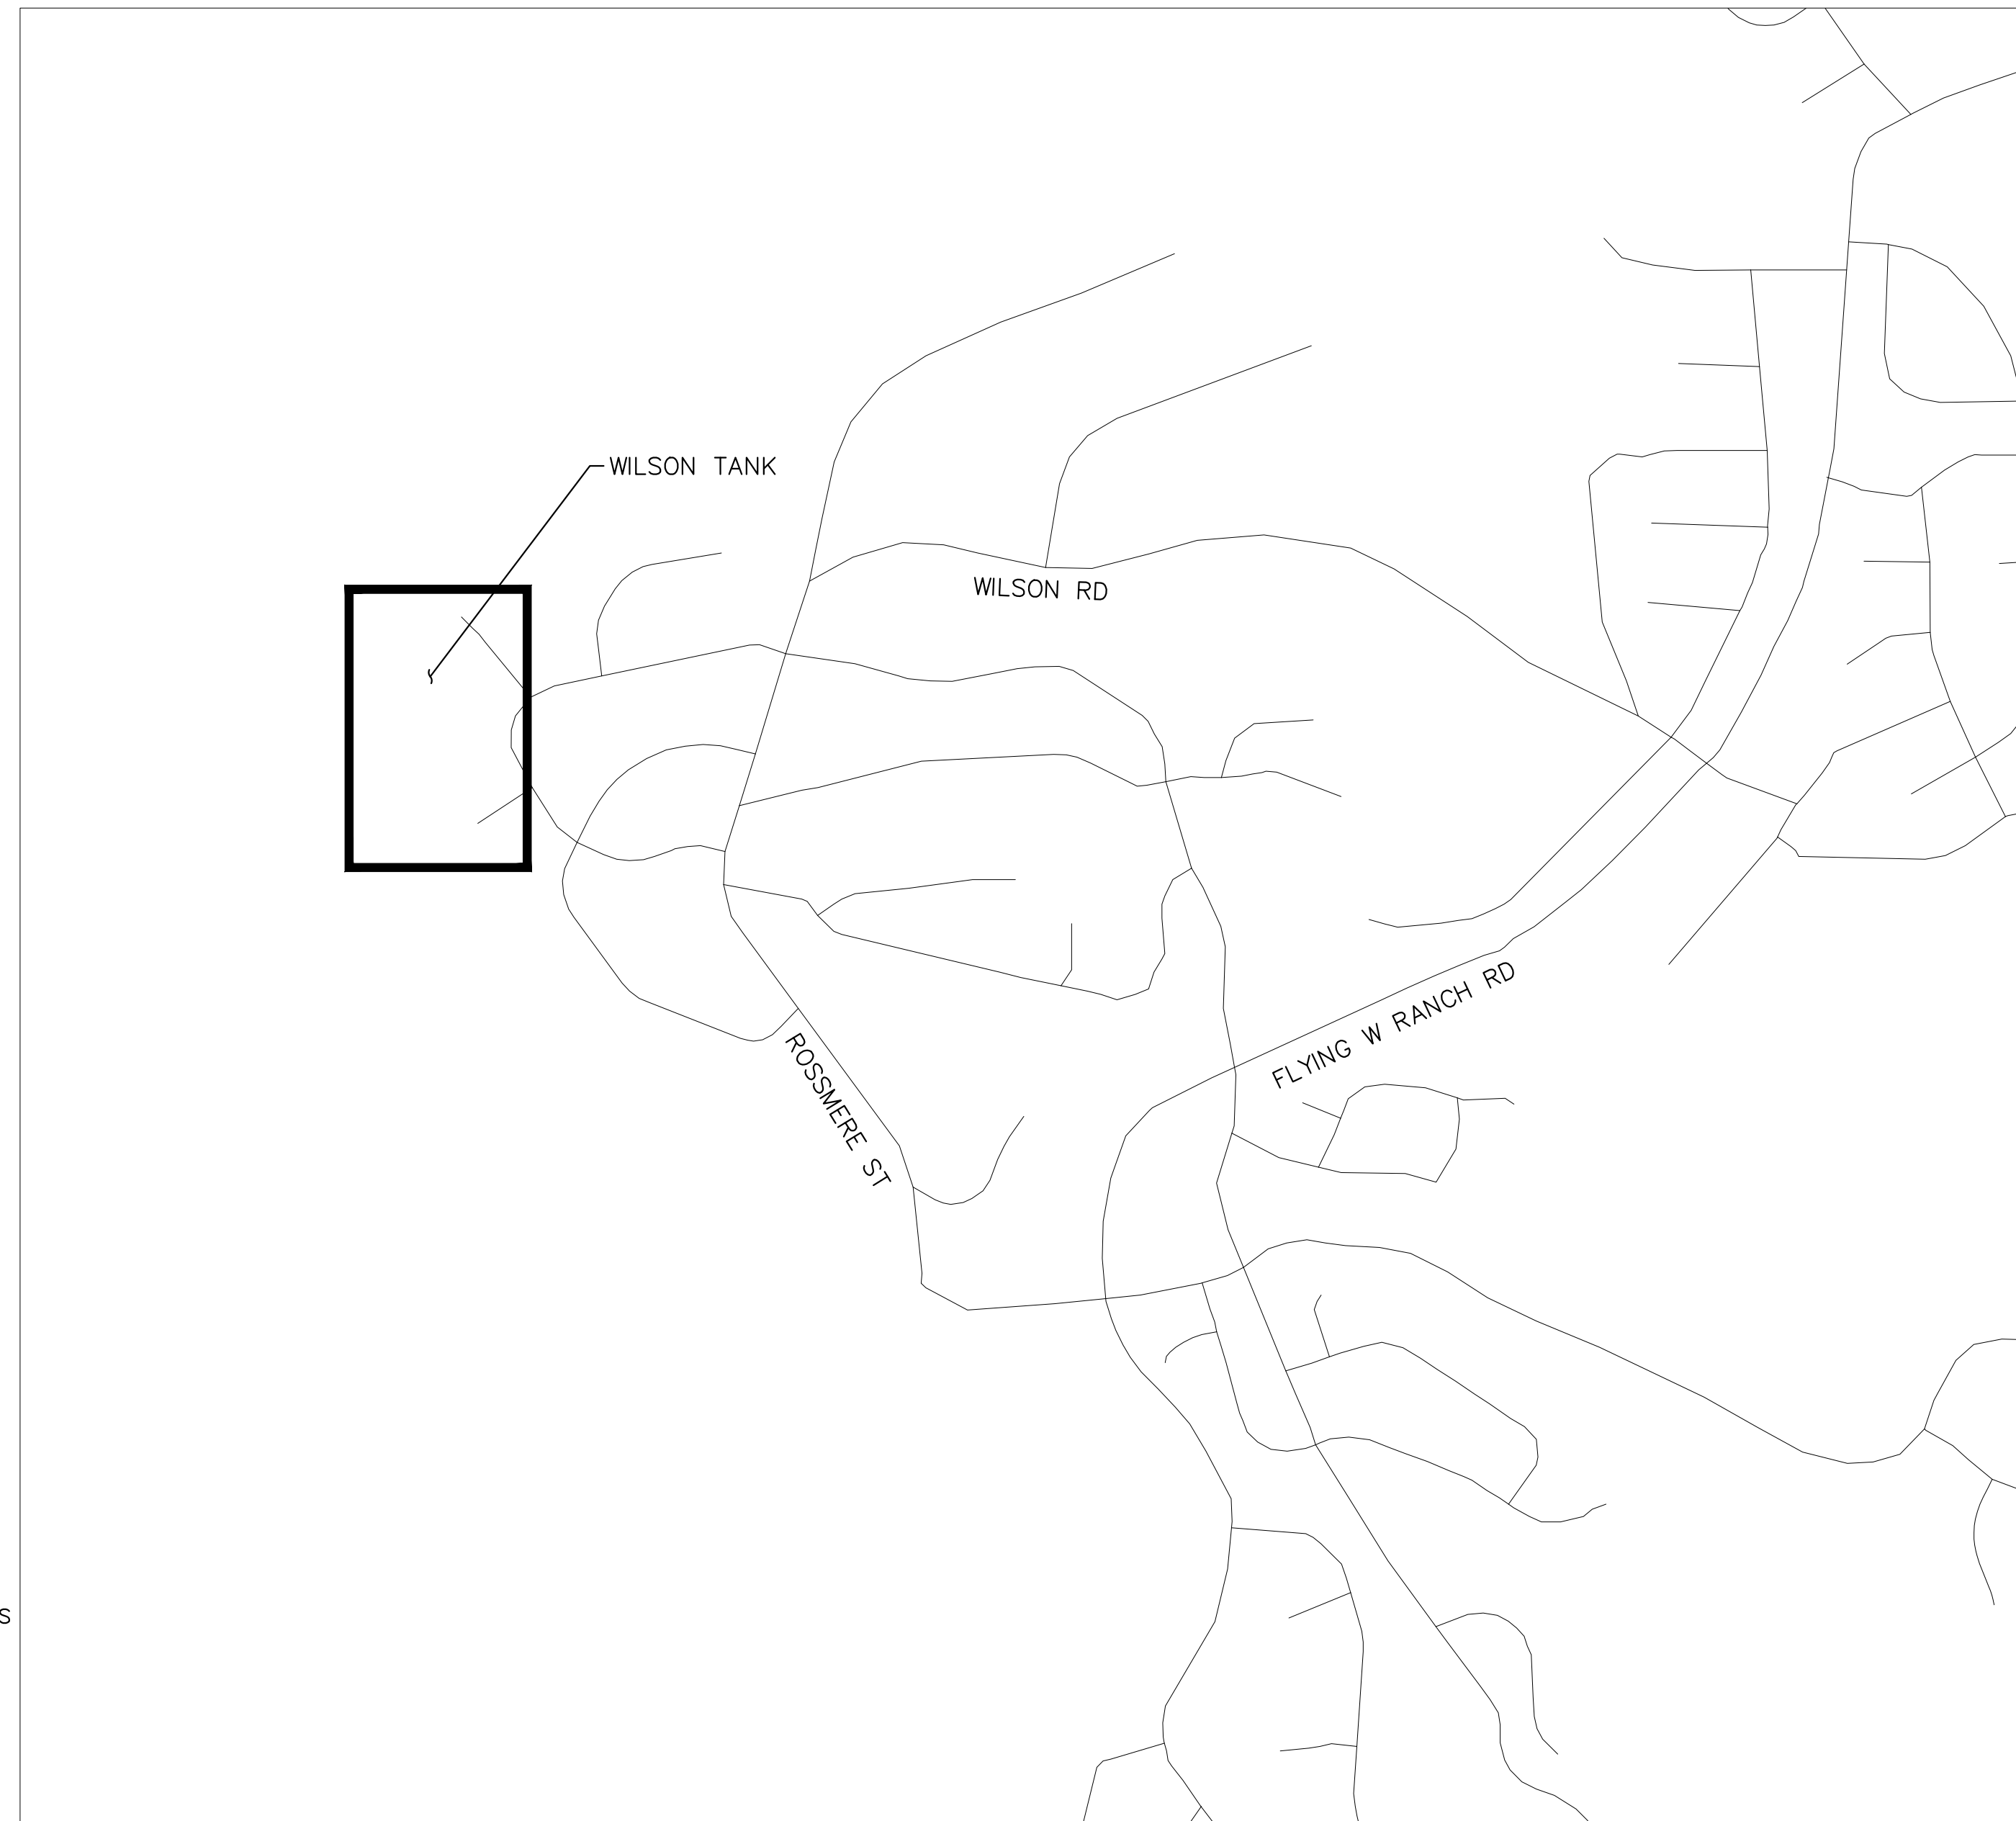 WILSON TANK
WILSON RD
FLYING W RANCH RD
ROSSMERE ST
S